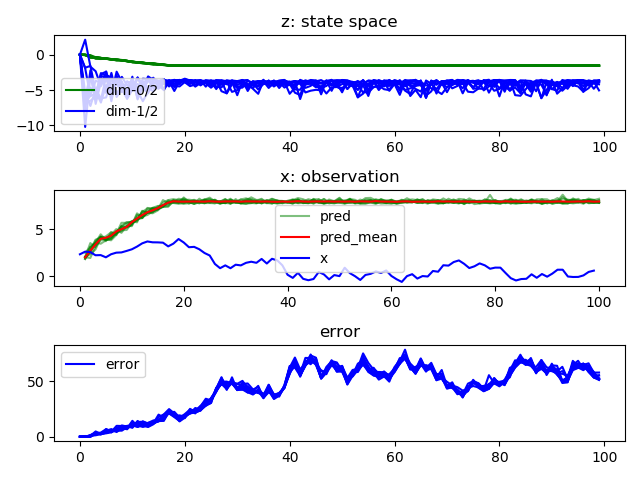 z: state space
0
−5
−10
dim-0/2
dim-1/2
0 20 40 60 80 100
x: observation
5
0
pred
pred_mean
x
0 20 40 60 80 100
error
50
0
error
0 20 40 60 80 100